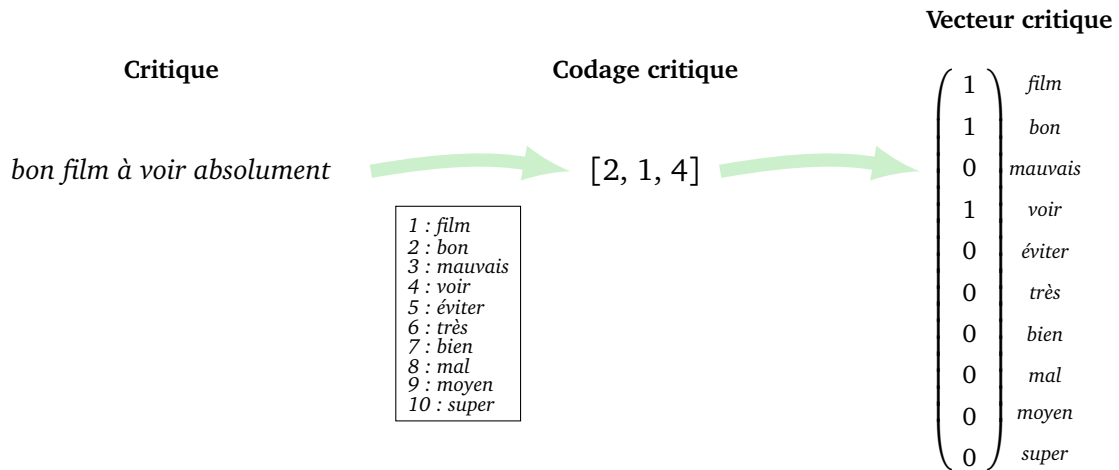 Critique
Codage critique
Vecteur critique
bon film à voir absolument
[2, 1, 4]
1 : film
2 : bon
3 : mauvais
4 : voir
5 : éviter
6 : très
7 : bien
8 : mal
9 : moyen
10 : super
1 film
1 bon
0 mauvais
1 voir
0 éviter
0 très
0 bien
0 mal
0 moyen
0 super